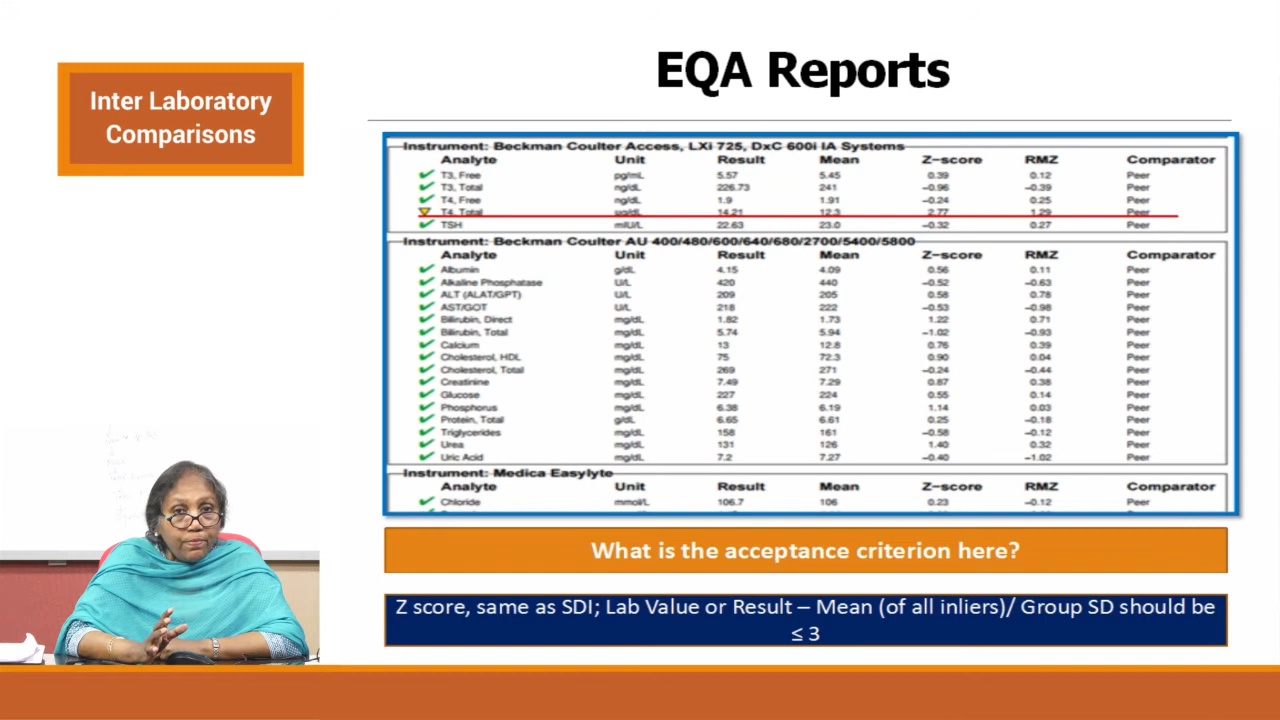 EQA Reports
Inter Laboratory
Comparisons
Instrument: Beckman Coulter Access, LXi 725, DxC 600i IA Systems
Analyte Unit Result Mean Z-score RMZ Comparator
T3, Free pg/mL 5.57 5.45 0.39 0.12 Peer
T3, Total ng/dL 226.73 241 -0.96 -0.39 Peer
T4, Free ng/dL 1.9 1.91 -0.24 0.25 Peer
T4, Total µg/dL 14.21 12.3 2.77 1.29 Peer
TSH mIU/L 22.63 23.0 -0.32 0.27 Peer
Instrument: Beckman Coulter AU 400/480/600/640/680/2700/5400/5800
Analyte Unit Result Mean Z-score RMZ Comparator
Albumin g/dL 4.15 4.09 0.56 0.11 Peer
Alkaline Phosphatase U/L 420 440 -0.52 -0.63 Peer
ALT (ALAT/GPT) U/L 209 205 0.58 0.78 Peer
AST/GOT U/L 218 222 -0.53 -0.98 Peer
Bilirubin, Direct mg/dL 1.82 1.73 1.22 0.71 Peer
Bilirubin, Total mg/dL 5.74 5.94 -1.02 -0.93 Peer
Calcium mg/dL 13 12.8 0.76 0.39 Peer
Cholesterol, HDL mg/dL 75 72.3 0.90 0.04 Peer
Cholesterol, Total mg/dL 269 271 -0.24 -0.44 Peer
Creatinine mg/dL 7.49 7.29 0.87 0.38 Peer
Glucose mg/dL 227 224 0.55 0.14 Peer
Phosphorus mg/dL 6.38 6.19 1.14 0.03 Peer
Protein, Total g/dL 6.65 6.61 0.25 -0.18 Peer
Triglycerides mg/dL 158 161 -0.58 -0.12 Peer
Urea mg/dL 131 126 1.40 0.32 Peer
Uric Acid mg/dL 7.2 7.27 -0.40 -1.02 Peer
Instrument: Medica Easylyte
Analyte Unit Result Mean Z-score RMZ Comparator
Chloride mmol/L 106.7 106 0.23 -0.12 Peer
What is the acceptance criterion here?
Z score, same as SDI; Lab Value or Result – Mean (of all inliers)/ Group SD should be
≤ 3